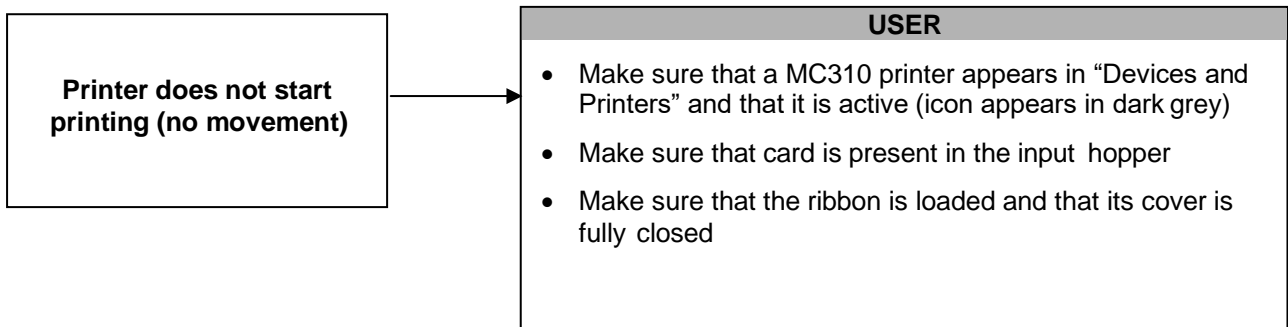 Printer does not start
printing (no movement)
USER
• Make sure that a MC310 printer appears in “Devices and
Printers” and that it is active (icon appears in dark grey)
• Make sure that card is present in the input hopper
• Make sure that the ribbon is loaded and that its cover is
fully closed